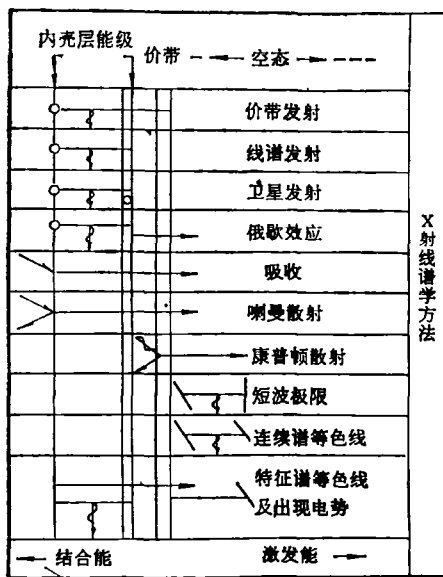 内壳层能级 价带 空态
价带发射
线谱发射
卫星发射
俄歇效应
吸收
喇曼散射
康普顿散射
短波极限
连续谱等色线
特征谱等色线
及出现电势
结合能 激发能
X射线谱学方法